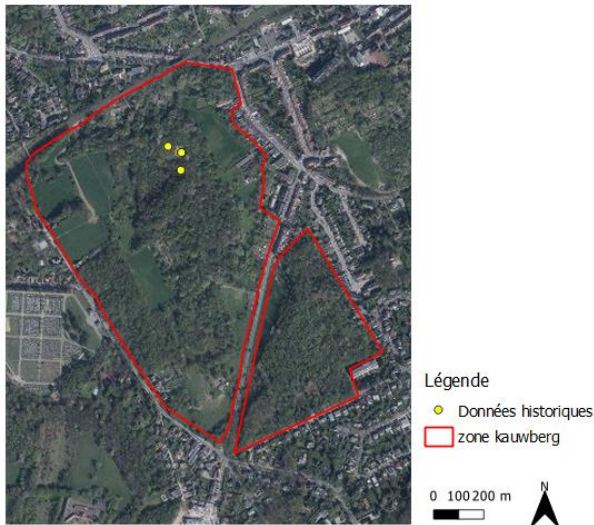 Légende
Données historiques
zone kauwberg
0 100 200 m
N